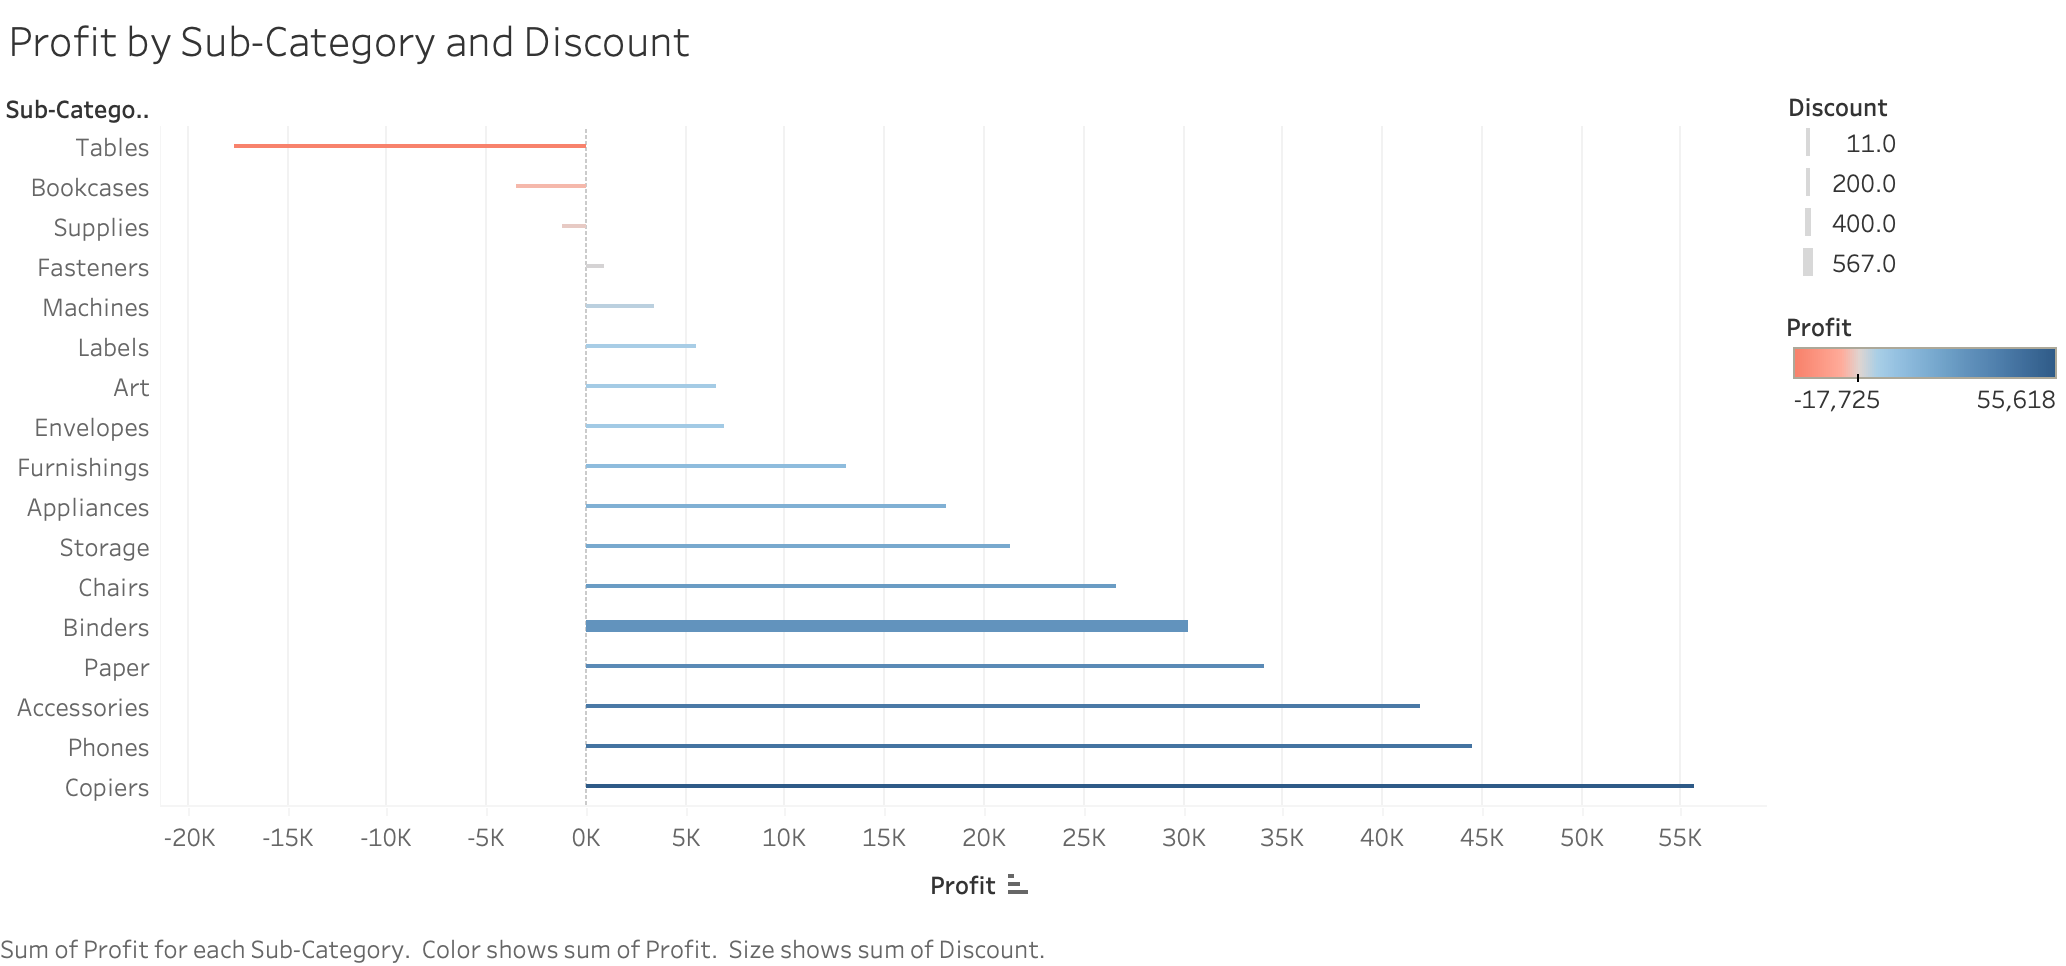 Profit by Sub-Category and Discount
Sub-Catego..
Tables
Bookcases
Supplies
Fasteners
Machines
Labels
Art
Envelopes
Furnishings
Appliances
Storage
Chairs
Binders
Paper
Accessories
Phones
Copiers
-20K -15K -10K -5K 0K 5K 10K 15K 20K 25K 30K 35K 40K 45K 50K 55K
Profit
Discount
11.0
200.0
400.0
567.0
Profit
-17,725 55,618
Sum of Profit for each Sub-Category. Color shows sum of Profit. Size shows sum of Discount.